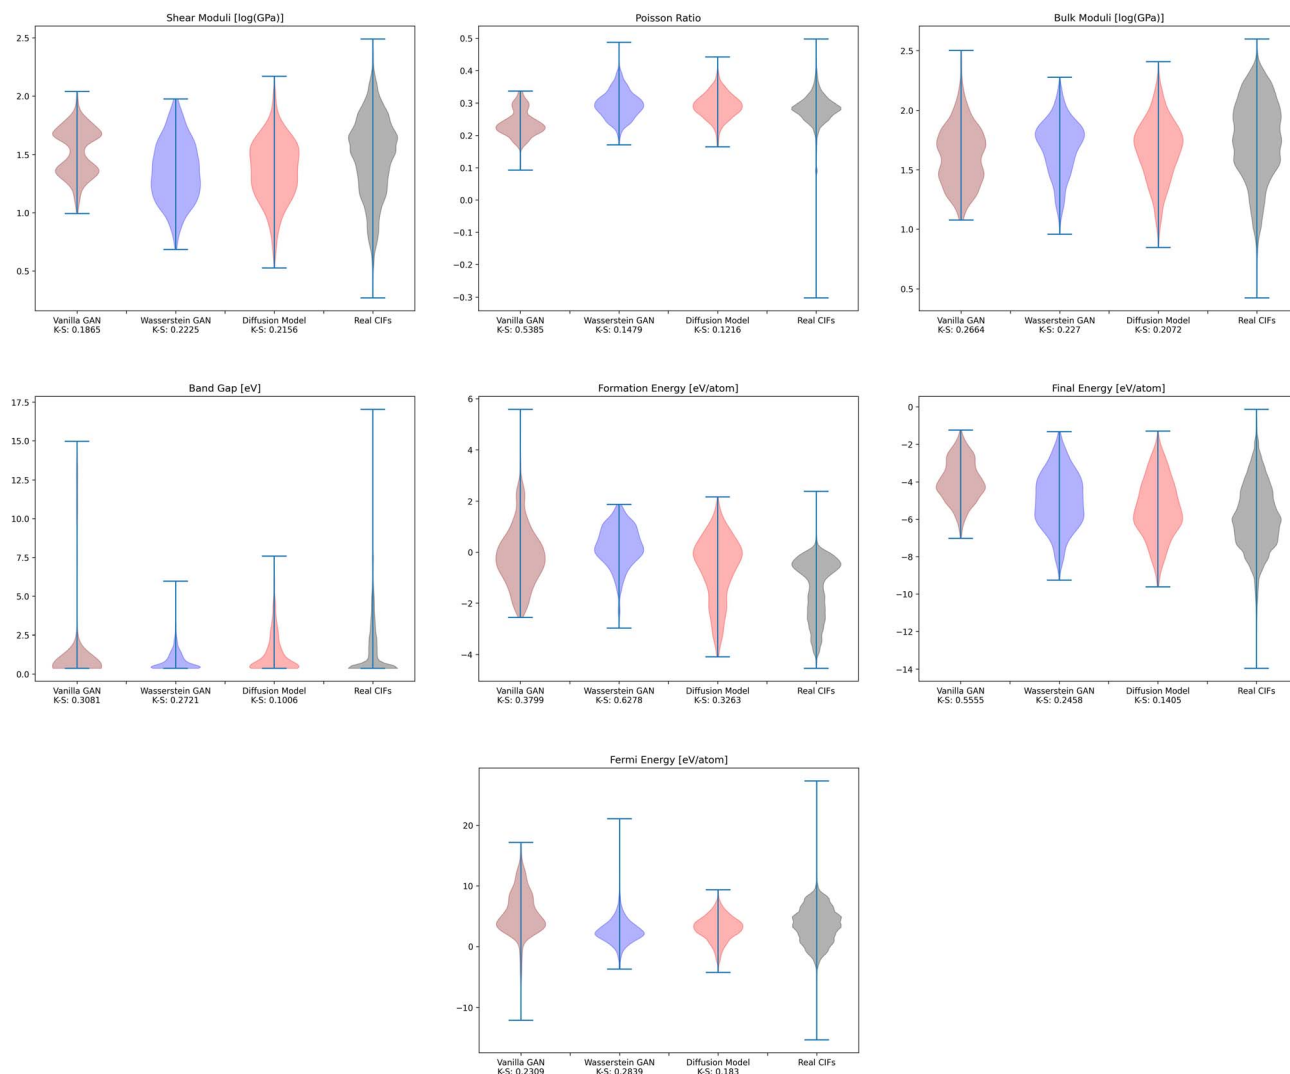 Shear Moduli [log(GPa)]
2.5
2.0
1.5
1.0
0.5
Vanilla GAN Wasserstein GAN Diffusion Model Real CIFs
K-S: 0.1865 K-S: 0.2225 K-S: 0.2156
Poisson Ratio
0.5
0.4
0.3
0.2
0.1
0.0
−0.1
−0.2
−0.3
Vanilla GAN Wasserstein GAN Diffusion Model Real CIFs
K-S: 0.5385 K-S: 0.1479 K-S: 0.1216
Bulk Moduli [log(GPa)]
2.5
2.0
1.5
1.0
0.5
Vanilla GAN Wasserstein GAN Diffusion Model Real CIFs
K-S: 0.2664 K-S: 0.227 K-S: 0.2072
Band Gap [eV]
17.5
15.0
12.5
10.0
7.5
5.0
2.5
0.0
Vanilla GAN Wasserstein GAN Diffusion Model Real CIFs
K-S: 0.3081 K-S: 0.2721 K-S: 0.1006
Formation Energy [eV/atom]
6
4
2
0
−2
−4
Vanilla GAN Wasserstein GAN Diffusion Model Real CIFs
K-S: 0.3799 K-S: 0.6278 K-S: 0.3263
Final Energy [eV/atom]
0
−2
−4
−6
−8
−10
−12
−14
Vanilla GAN Wasserstein GAN Diffusion Model Real CIFs
K-S: 0.5555 K-S: 0.2458 K-S: 0.1405
Fermi Energy [eV/atom]
20
10
0
−10
Vanilla GAN Wasserstein GAN Diffusion Model Real CIFs
K-S: 0.2309 K-S: 0.2839 K-S: 0.183